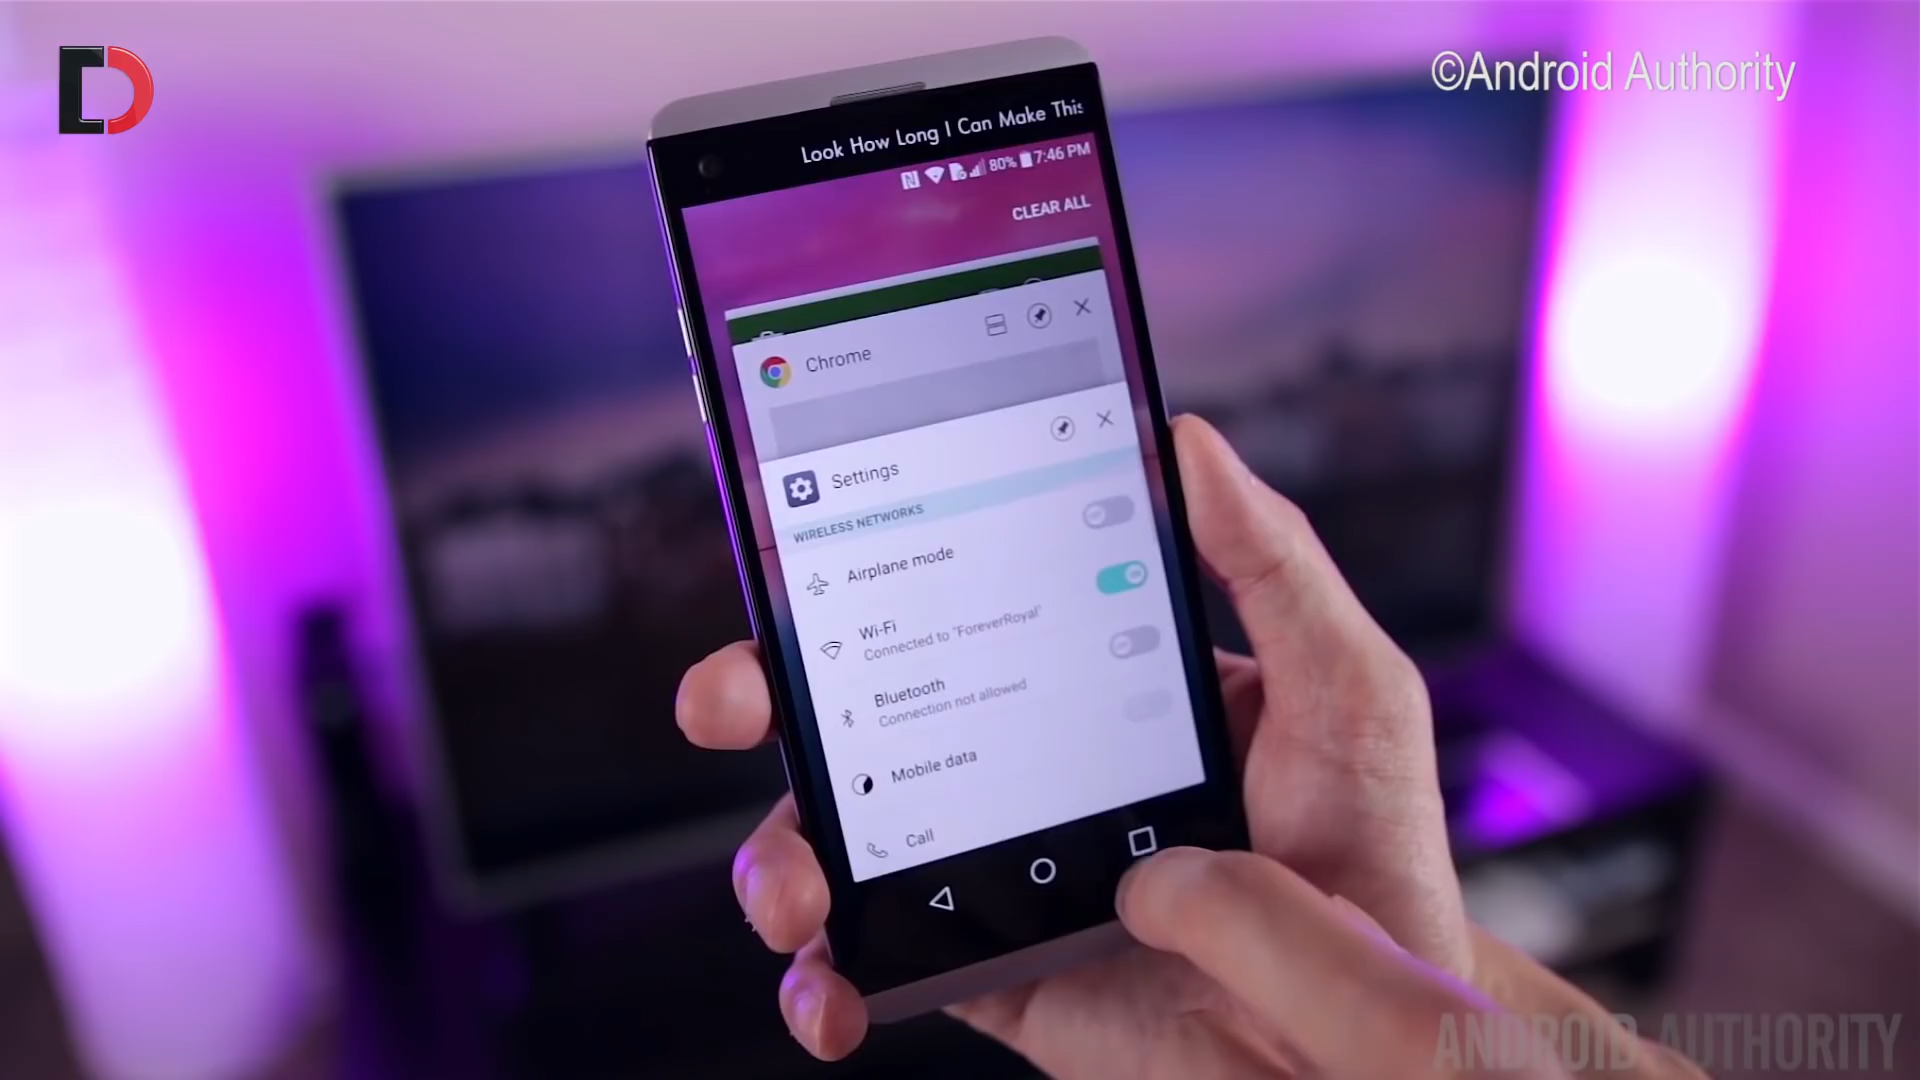 ©Android Authority
Look How Long I Can Make This
80% 7:46 PM
CLEAR ALL
Chrome
Settings
WIRELESS NETWORKS
Airplane mode
Wi-Fi
Connected to "ForeverRoyal"
Bluetooth
Connection not allowed
Mobile data
Call
ANDROID AUTHORITY